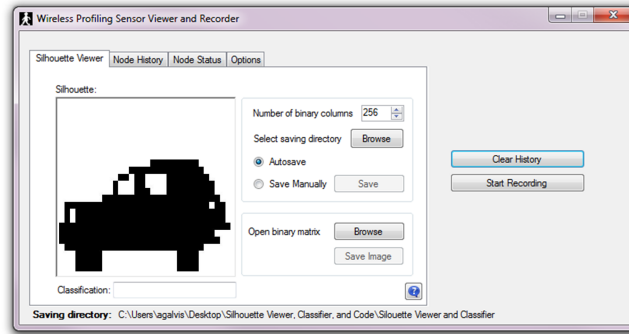 Wireless Profiling Sensor Viewer and Recorder
Silhouette Viewer Node History Node Status Options
Silhouette:
Number of binary columns 256
Select saving directory Browse
Autosave
Save Manually Save
Clear History
Start Recording
Open binary matrix Browse
Save Image
Classification:
Saving directory: C:\Users\agalvis\Desktop\Silhouette Viewer, Classifier, and Code\Silouette Viewer and Classifier